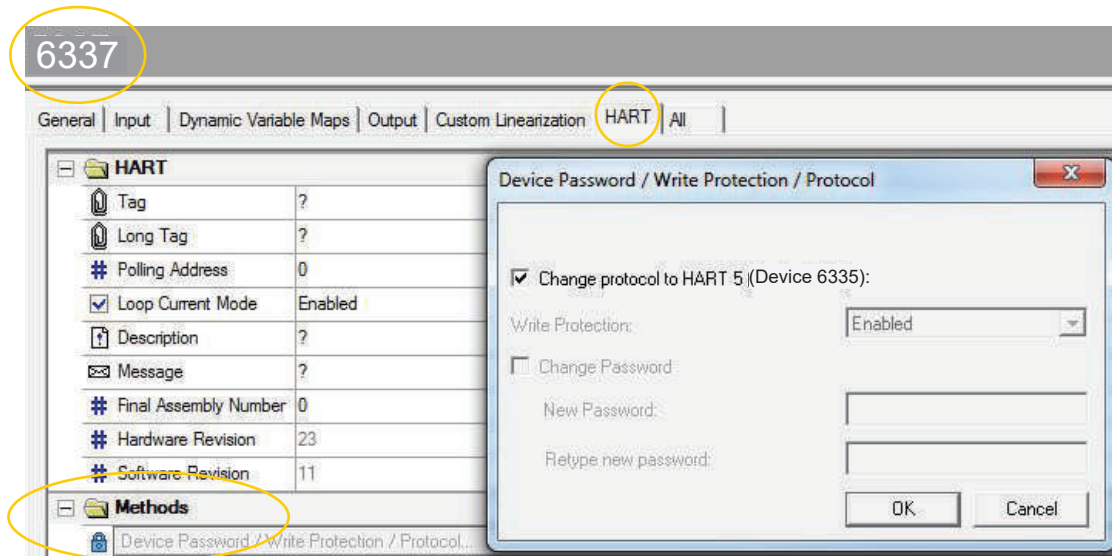 6337
General | Input | Dynamic Variable Maps | Output | Custom Linearization | HART | All |
HART
Tag ?
Long Tag ?
# Polling Address 0
Loop Current Mode Enabled
Description ?
Message ?
# Final Assembly Number 0
# Hardware Revision 23
# Software Revision 11
Methods
Device Password / Write Protection / Protocol...
Device Password / Write Protection / Protocol
Change protocol to HART 5 (Device 6335):
Write Protection: Enabled
Change Password
New Password:
Retype new password:
OK Cancel